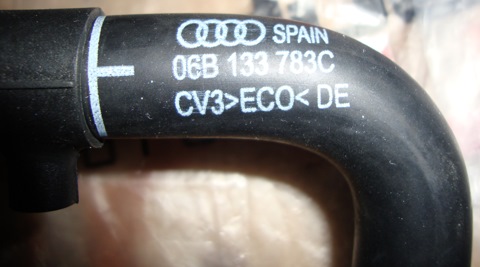 SPAIN
06B 133 783C
CV3>ECO< DE